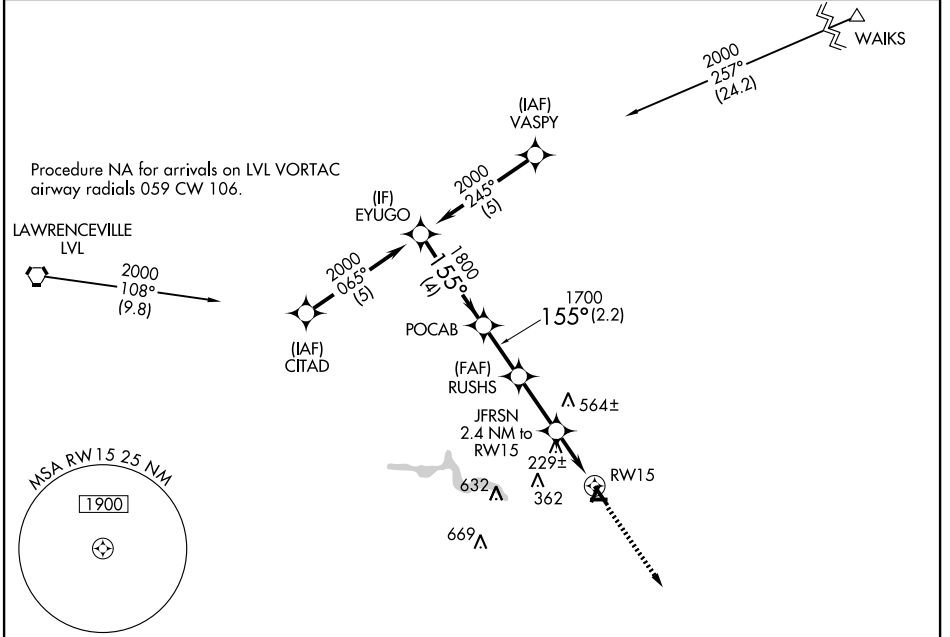 WAIKS
2000
257°
(24.2)
(IAF)
VASPY
Procedure NA for arrivals on LVL VORTAC
airway radials 059 CW 106.
2000
245°
(5)
(IF)
EYUGO
LAWRENCEVILLE
LVL
2000
108°
(9.8)
2000
065°
(5)
1800
155°
(4)
(IAF)
CITAD
POCAB
1700
155° (2.2)
(FAF)
RUSHS
564±
JFRSN
2.4 NM to
RW15
229±
RW15
362
632
669
MSA RW15 25 NM
1900